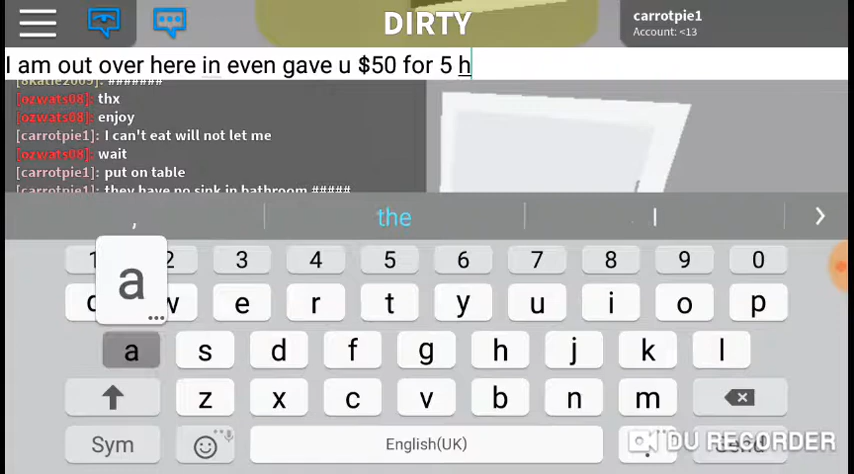 DIRTY
carrotpie1
Account: <13
I am out over here in even gave u $50 for 5 h
[8katie2009]: #######
[ozwats08]: thx
[ozwats08]: enjoy
[carrotpie1]: I can't eat will not let me
[ozwats08]: wait
[carrotpie1]: put on table
[carrotpie1]: they have no sink in bathroom #####
, the I
a
1 2 3 4 5 6 7 8 9 0
q w e r t y u i o p
a s d f g h j k l
z x c v b n m
Sym English(UK) . Send
DU RECORDER